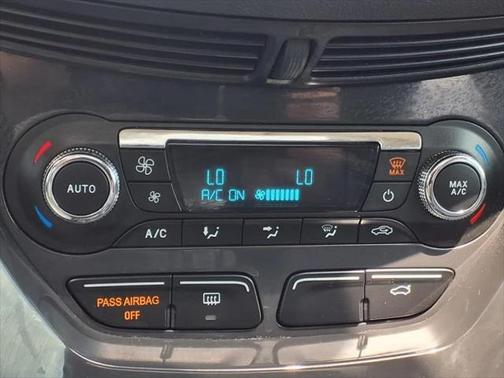 LO LO
A/C ON
AUTO
MAX
MAX
A/C
A/C
PASS AIRBAG
OFF